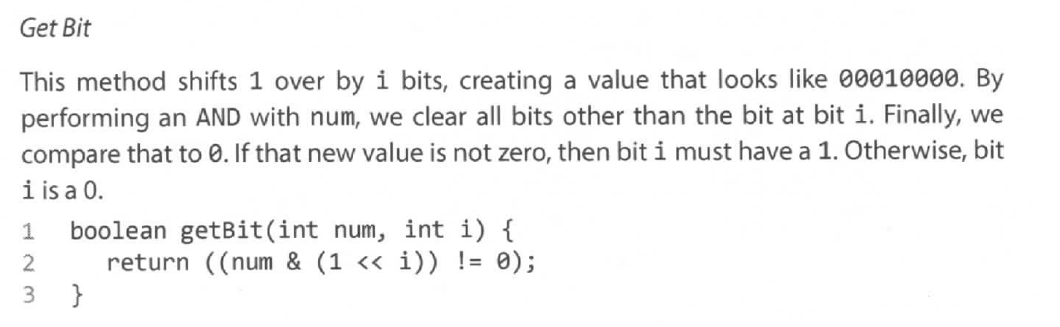 Get Bit
This method shifts 1 over by i bits, creating a value that looks like 00010000. By
performing an AND with num, we clear all bits other than the bit at bit i. Finally, we
compare that to 0. If that new value is not zero, then bit i must have a 1. Otherwise, bit
i is a 0.
1 boolean getBit(int num, int i) {
2 return ((num & (1 << i)) != 0);
3 }